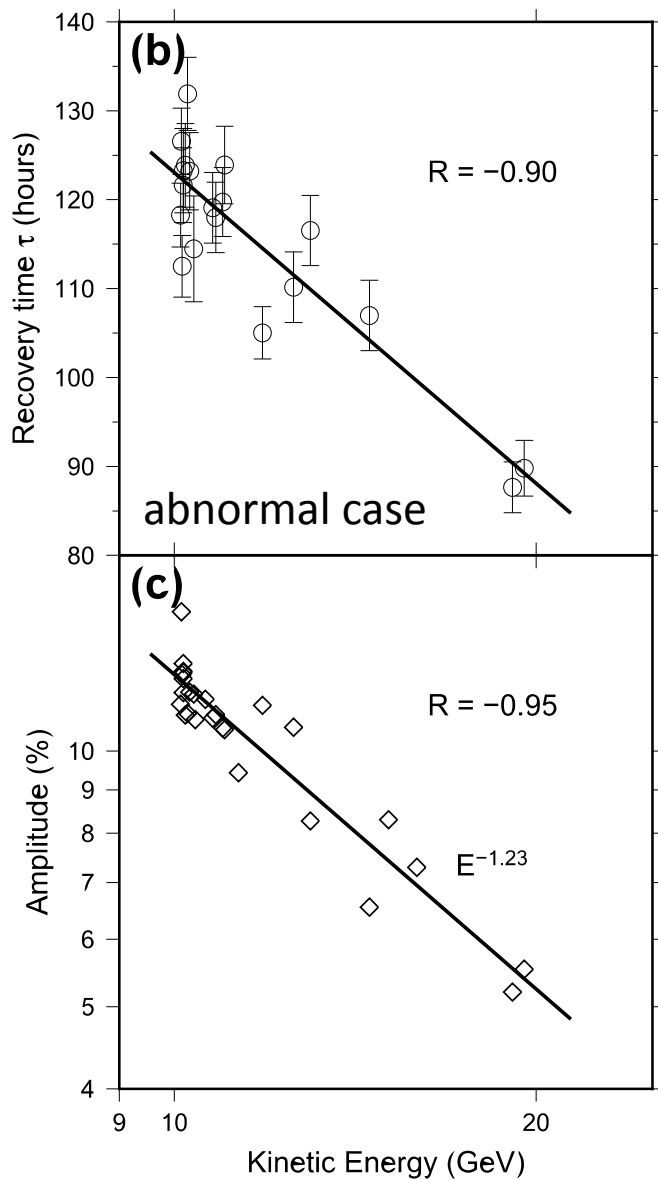 (b)
140
130
120
110
100
90
80
Recovery time τ (hours)
R = −0.90
abnormal case
(c)
10
9
8
7
6
5
4
Amplitude (%)
R = −0.95
E−1.23
9 10 20
Kinetic Energy (GeV)